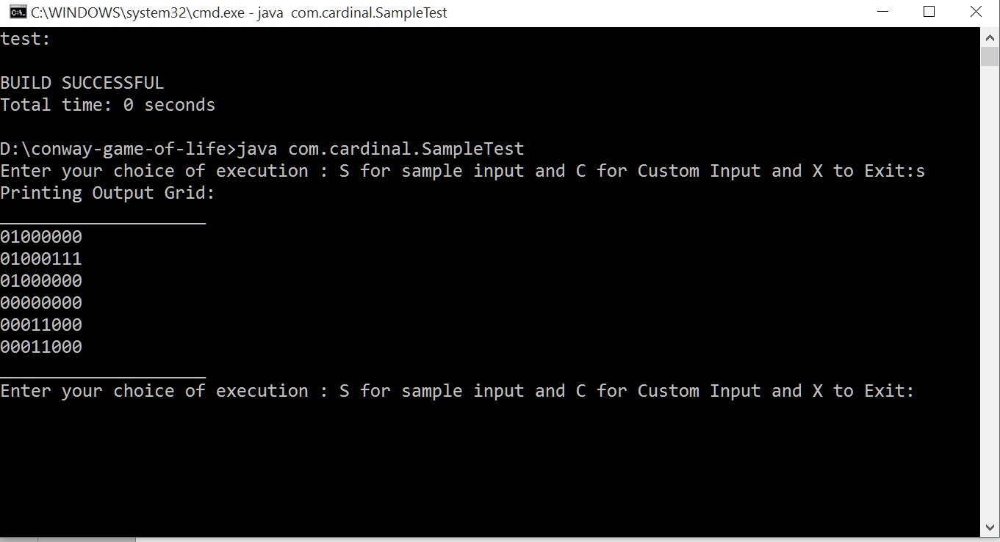 C:\WINDOWS\system32\cmd.exe - java  com.cardinal.SampleTest
test:
BUILD SUCCESSFUL
Total time: 0 seconds
D:\conway-game-of-life>java com.cardinal.SampleTest
Enter your choice of execution : S for sample input and C for Custom Input and X to Exit:s
Printing Output Grid:
____________________
01000000
01000111
01000000
00000000
00011000
00011000
____________________
Enter your choice of execution : S for sample input and C for Custom Input and X to Exit: